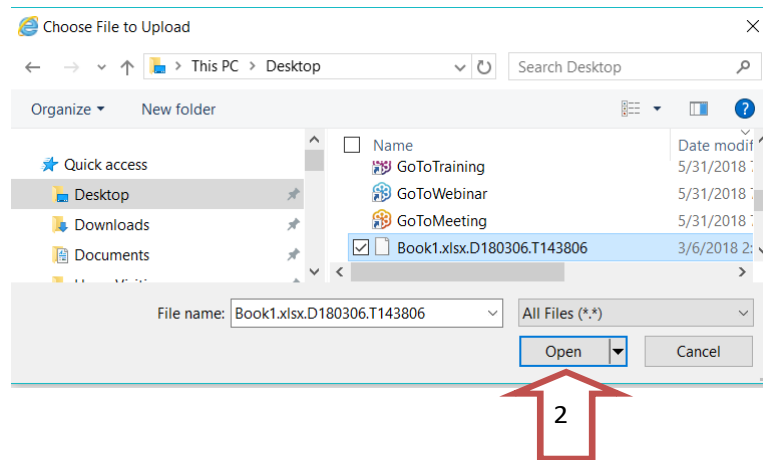 Choose File to Upload
This PC > Desktop
Search Desktop
Organize
New folder
Name
Date modif
Quick access
GoToTraining
5/31/2018
Desktop
GoToWebinar
5/31/2018
Downloads
GoToMeeting
5/31/2018
Documents
Book1.xlsx.D180306.T143806
3/6/2018 2:
File name:
Book1.xlsx.D180306.T143806
All Files (*.*)
Open
Cancel
2